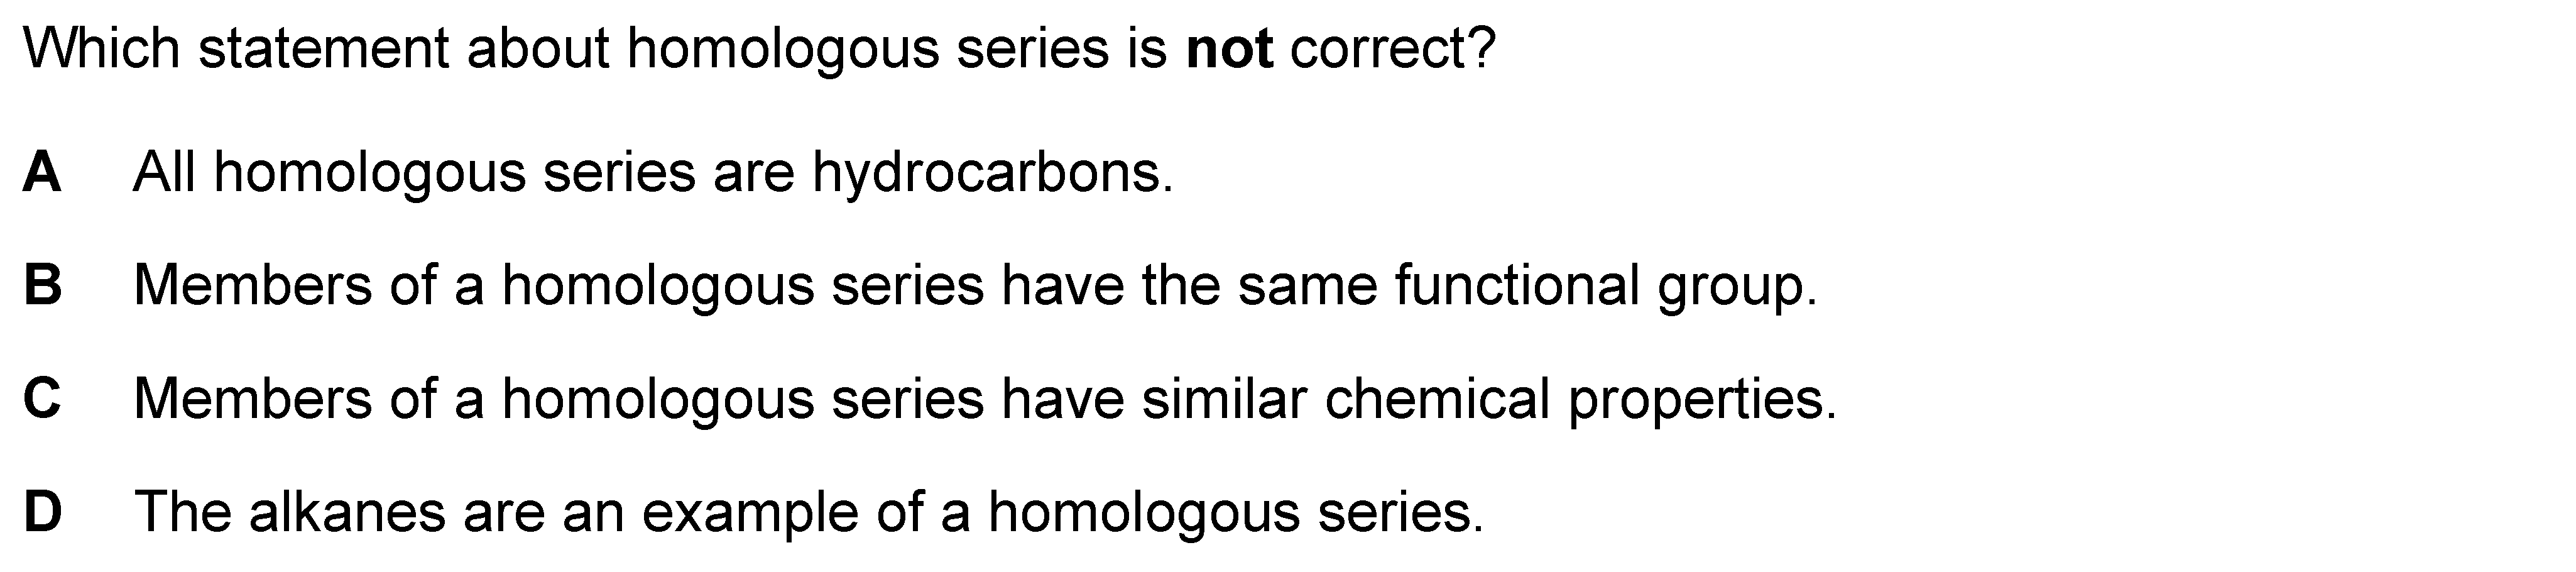 Which statement about homologous series is not correct?
A All homologous series are hydrocarbons.
B Members of a homologous series have the same functional group.
C Members of a homologous series have similar chemical properties.
D The alkanes are an example of a homologous series.